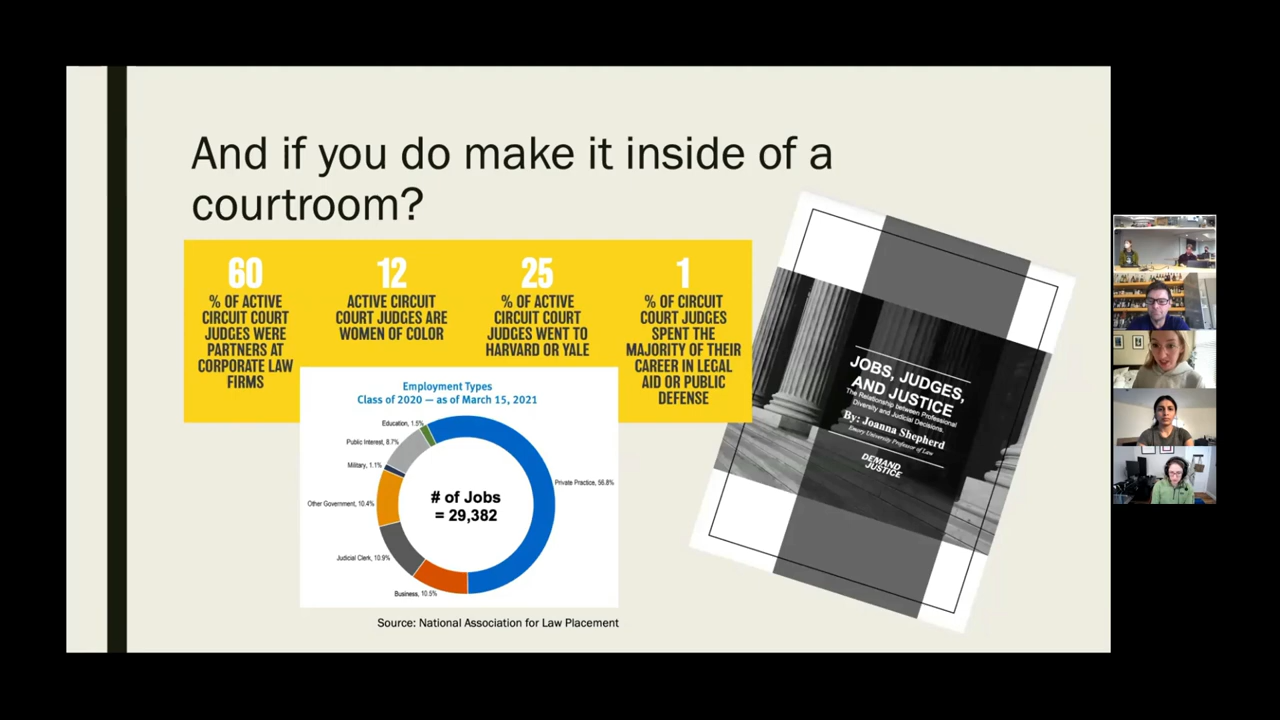 And if you do make it inside of a
courtroom?
60
% OF ACTIVE
CIRCUIT COURT
JUDGES WERE
PARTNERS AT
CORPORATE LAW
FIRMS
12
ACTIVE CIRCUIT
COURT JUDGES ARE
WOMEN OF COLOR
25
% OF ACTIVE
CIRCUIT COURT
JUDGES WENT TO
HARVARD OR YALE
1
% OF CIRCUIT
COURT JUDGES
SPENT THE
MAJORITY OF THEIR
CAREER IN LEGAL
AID OR PUBLIC
DEFENSE
Employment Types
Class of 2020 — as of March 15, 2021
Education, 1.5%
Public Interest, 8.7%
Military, 1.1%
Other Government, 10.4%
Judicial Clerk, 10.9%
Business, 10.5%
Private Practice, 56.8%
# of Jobs
= 29,382
Source: National Association for Law Placement
JOBS, JUDGES,
AND JUSTICE
The Relationship between Professional
Diversity and Judicial Decisions.
By: Joanna Shepherd
Emory University Professor of Law
DEMAND
JUSTICE